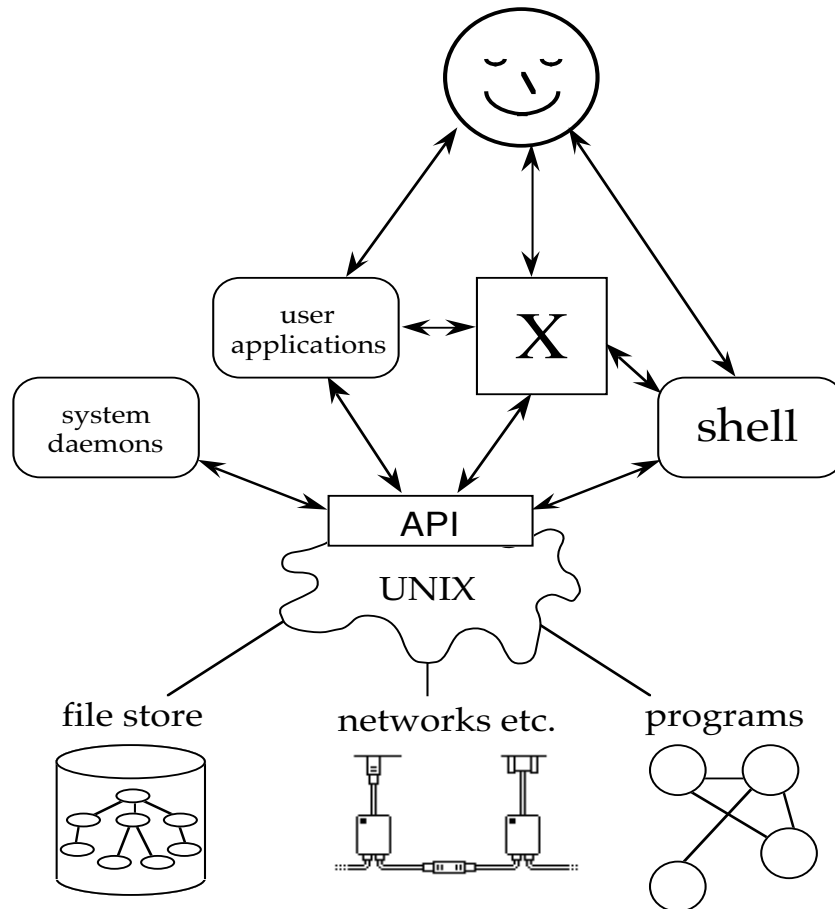 user
applications
X
system
daemons
shell
API
UNIX
file store
networks etc.
programs